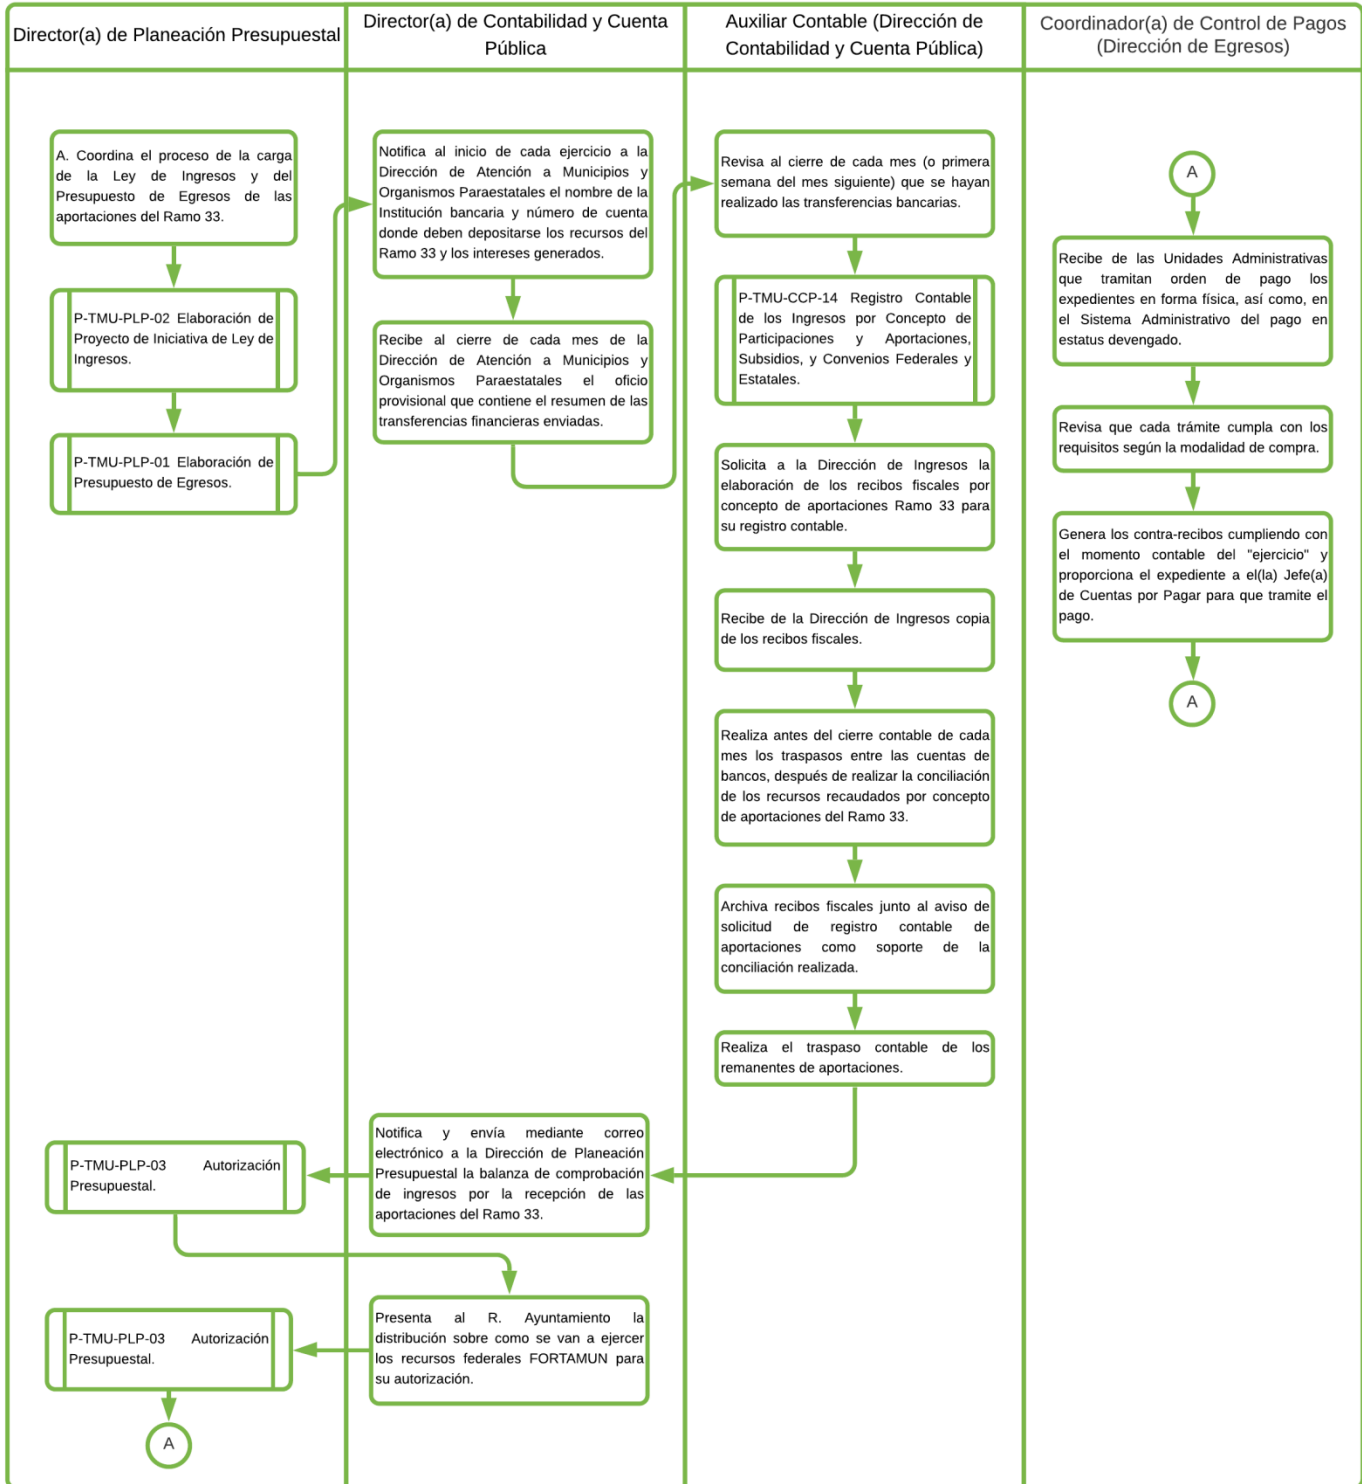 Director(a) de Planeación Presupuestal
Director(a) de Contabilidad y Cuenta
Pública
Auxiliar Contable (Dirección de
Contabilidad y Cuenta Pública)
Coordinador(a) de Control de Pagos
(Dirección de Egresos)
A. Coordina el proceso de la carga
de la Ley de Ingresos y del
Presupuesto de Egresos de las
aportaciones del Ramo 33.
P-TMU-PLP-02 Elaboración de
Proyecto de Iniciativa de Ley de
Ingresos.
P-TMU-PLP-01 Elaboración de
Presupuesto de Egresos.
Notifica al inicio de cada ejercicio a la
Dirección de Atención a Municipios y
Organismos Paraestatales el nombre de la
Institución bancaria y número de cuenta
donde deben depositarse los recursos del
Ramo 33 y los intereses generados.
Recibe al cierre de cada mes de la
Dirección de Atención a Municipios y
Organismos Paraestatales el oficio
provisional que contiene el resumen de las
transferencias financieras enviadas.
Revisa al cierre de cada mes (o primera
semana del mes siguiente) que se hayan
realizado las transferencias bancarias.
P-TMU-CCP-14 Registro Contable
de los Ingresos por Concepto de
Participaciones y Aportaciones,
Subsidios, y Convenios Federales y
Estatales.
Solicita a la Dirección de Ingresos la
elaboración de los recibos fiscales por
concepto de aportaciones Ramo 33 para
su registro contable.
Recibe de la Dirección de Ingresos copia
de los recibos fiscales.
Realiza antes del cierre contable de cada
mes los traspasos entre las cuentas de
bancos, después de realizar la conciliación
de los recursos recaudados por concepto
de aportaciones del Ramo 33.
Archiva recibos fiscales junto al aviso de
solicitud de registro contable de
aportaciones como soporte de la
conciliación realizada.
Realiza el traspaso contable de los
remanentes de aportaciones.
Notifica y envía mediante correo
electrónico a la Dirección de Planeación
Presupuestal la balanza de comprobación
de ingresos por la recepción de las
aportaciones del Ramo 33.
P-TMU-PLP-03 Autorización
Presupuestal.
Presenta al R. Ayuntamiento la
distribución sobre como se van a ejercer
los recursos federales FORTAMUN para
su autorización.
P-TMU-PLP-03 Autorización
Presupuestal.
A
A
Recibe de las Unidades Administrativas
que tramitan orden de pago los
expedientes en forma física, así como, en
el Sistema Administrativo del pago en
estatus devengado.
Revisa que cada trámite cumpla con los
requisitos según la modalidad de compra.
Genera los contra-recibos cumpliendo con
el momento contable del "ejercicio" y
proporciona el expediente a el(la) Jefe(a)
de Cuentas por Pagar para que tramite el
pago.
A